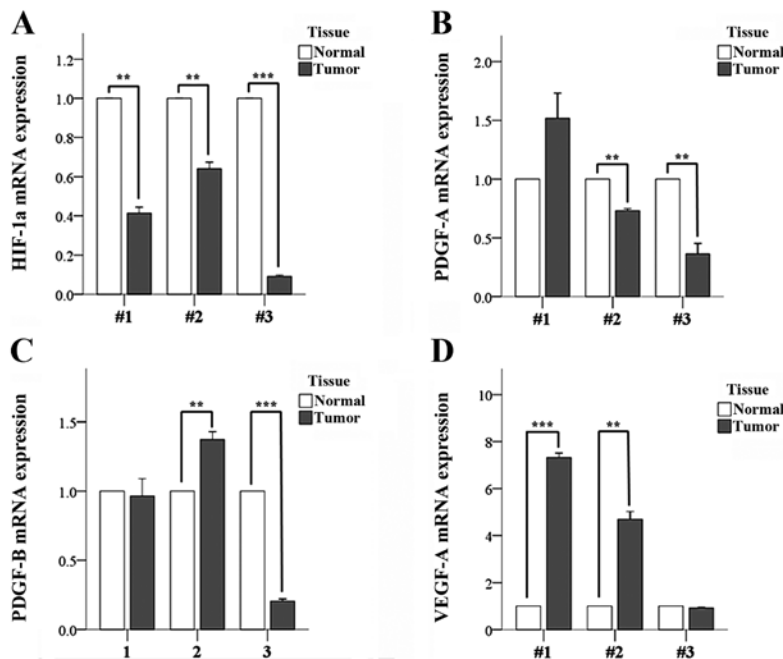 A
Tissue
Normal
Tumor
HIF-1a mRNA expression
1.2
1.0
0.8
0.6
0.4
0.2
0.0
** ** ***
#1 #2 #3
B
Tissue
Normal
Tumor
PDGF-A mRNA expression
2.0
1.5
1.0
0.5
0.0
** **
#1 #2 #3
C
Tissue
Normal
Tumor
PDGF-B mRNA expression
1.5
1.0
0.5
0.0
** ***
1 2 3
D
Tissue
Normal
Tumor
VEGF-A mRNA expression
10
8
6
4
2
0
*** **
#1 #2 #3